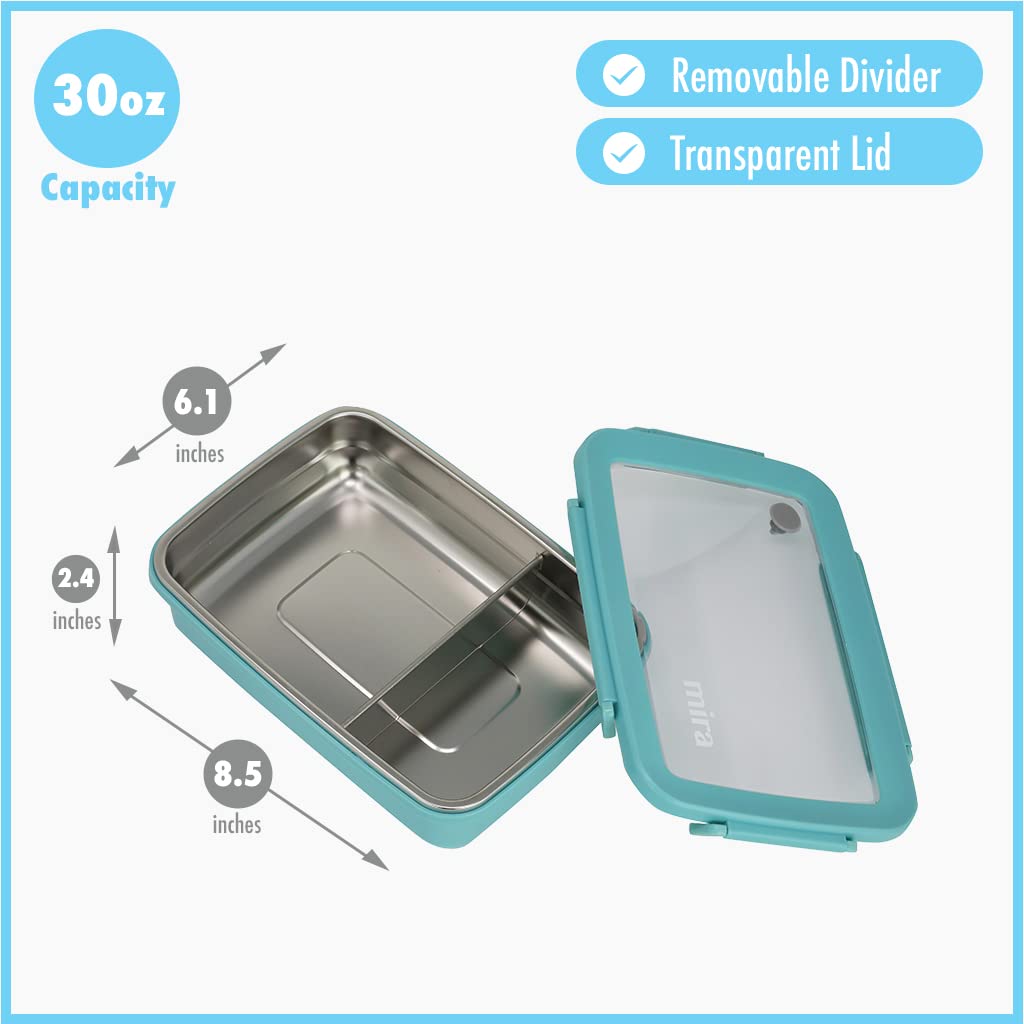 30oz
Capacity
Removable Divider
Transparent Lid
6.1
inches
2.4
inches
8.5
inches
mira